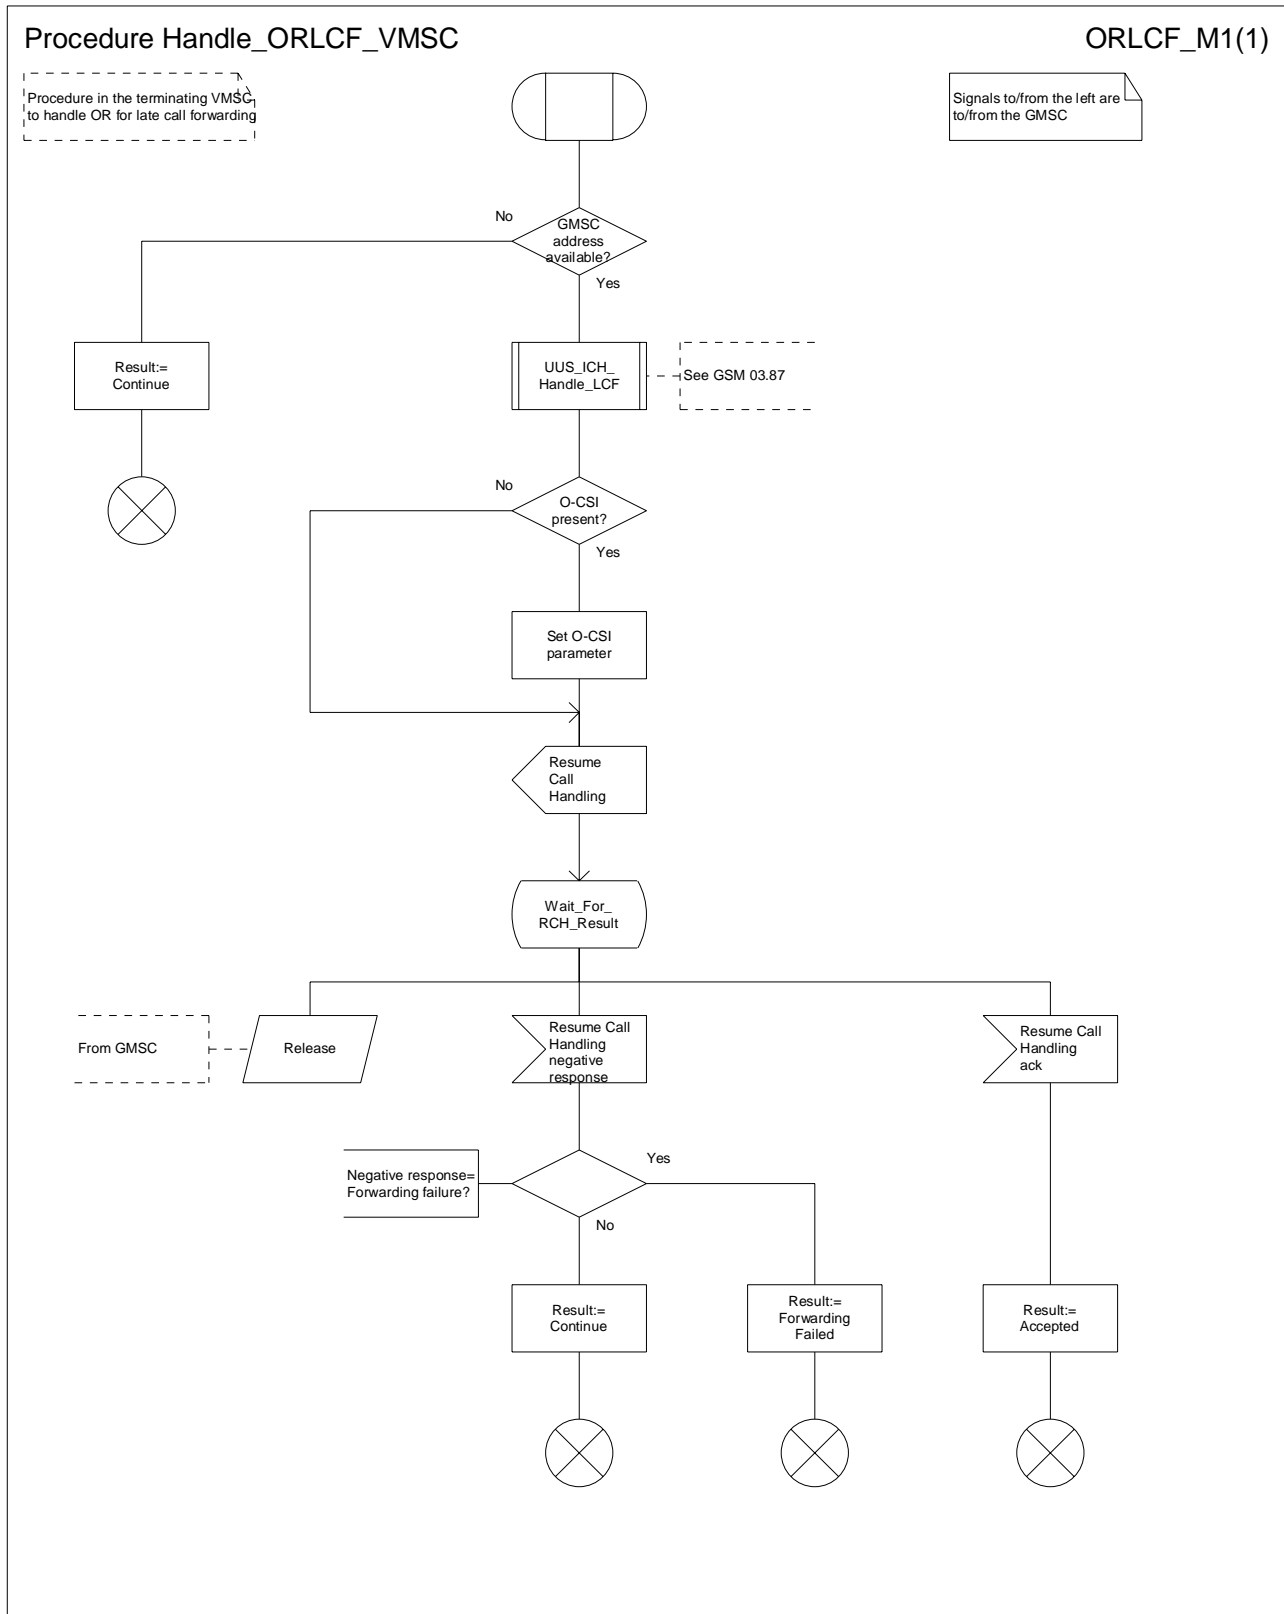 Procedure Handle_ORLCF_VMSC
ORLCF_M1(1)
Procedure in the terminating VMSC
to handle OR for late call forwarding
Signals to/from the left are
to/from the GMSC
No
GMSC
address
available?
Yes
Result:=
Continue
UUS_ICH_
Handle_LCF
See GSM 03.87
No
O-CSI
present?
Yes
Set O-CSI
parameter
Resume
Call
Handling
Wait_For_
RCH_Result
From GMSC
Release
Resume Call
Handling
negative
response
Resume Call
Handling
ack
Negative response=
Forwarding failure?
Yes
No
Result:=
Continue
Result:=
Forwarding
Failed
Result:=
Accepted